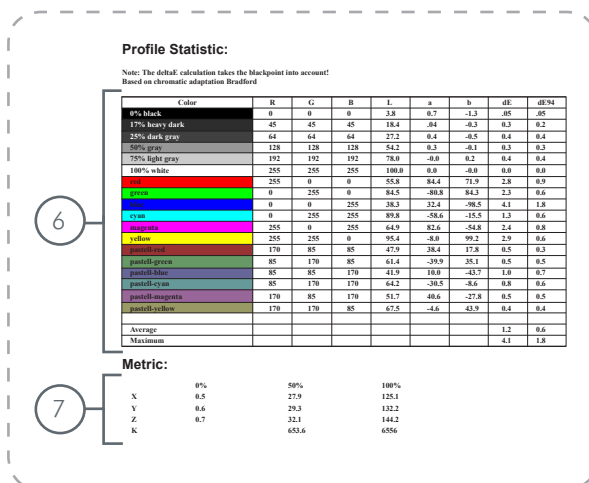 Profile Statistic:
Note: The deltaE calculation takes the blackpoint into account!
Based on chromatic adaptation Bradford
Color R G B L a b dE dE94
0% black 0 0 0 3.8 0.7 -1.3 .05 .05
17% heavy dark 45 45 45 18.4 .04 -0.3 0.3 0.2
25% dark gray 64 64 64 27.2 0.4 -0.5 0.4 0.4
50% gray 128 128 128 54.2 0.3 -0.1 0.3 0.3
75% light gray 192 192 192 78.0 -0.0 0.2 0.4 0.4
100% white 255 255 255 100.0 0.0 -0.0 0.0 0.0
red 255 0 0 55.8 84.4 71.9 2.8 0.9
green 0 255 0 84.5 -80.8 84.3 2.3 0.6
0 0 255 38.3 32.4 -98.5 4.1 1.8
cyan 0 255 255 89.8 -58.6 -15.5 1.3 0.6
magenta 255 0 255 64.9 82.6 -54.8 2.4 0.8
yellow 255 255 0 95.4 -8.0 99.2 2.9 0.6
pastell-red 170 85 85 47.9 38.4 17.8 0.5 0.3
pastell-green 85 170 85 61.4 -39.9 35.1 0.5 0.5
pastell-blue 85 85 170 41.9 10.0 -43.7 1.0 0.7
pastell-cyan 85 170 170 64.2 -30.5 -8.6 0.8 0.6
pastell-magenta 170 85 170 51.7 40.6 -27.8 0.5 0.5
pastell-yellow 170 170 85 67.5 -4.6 43.9 0.4 0.4
Average 1.2 0.6
Maximum 4.1 1.8
6
Metric:
0% 50% 100%
X 0.5 27.9 125.1
Y 0.6 29.3 132.2
Z 0.7 32.1 144.2
K 653.6 6556
7